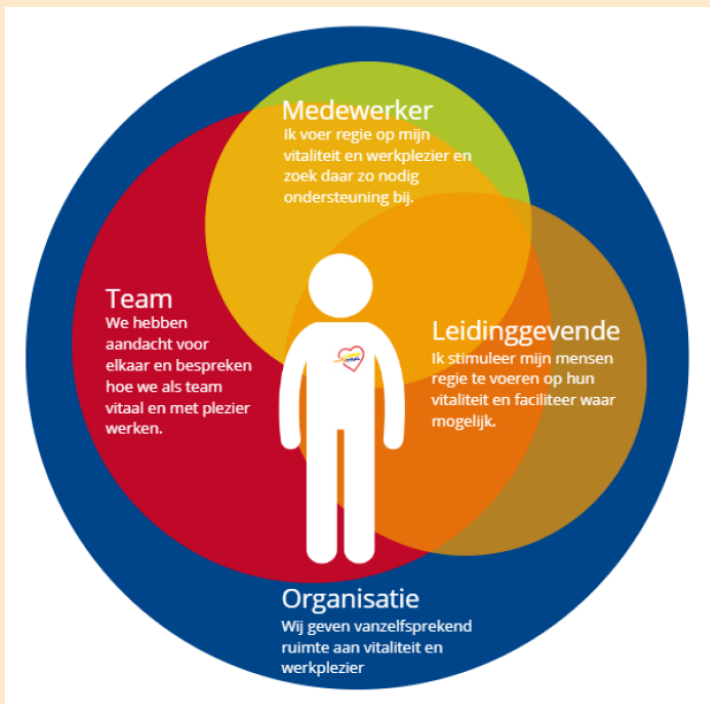 Medewerker
Ik voer regie op mijn
vitaliteit en werkplezier en
zoek daar zo nodig
ondersteuning bij.
Team
We hebben
aandacht voor
elkaar en bespreken
hoe we als team
vitaal en met plezier
werken.
Leidinggevende
Ik stimuleer mijn mensen
regie te voeren op hun
vitaliteit en faciliteer waar
mogelijk.
Organisatie
Wij geven vanzelfsprekend
ruimte aan vitaliteit en
werkplezier